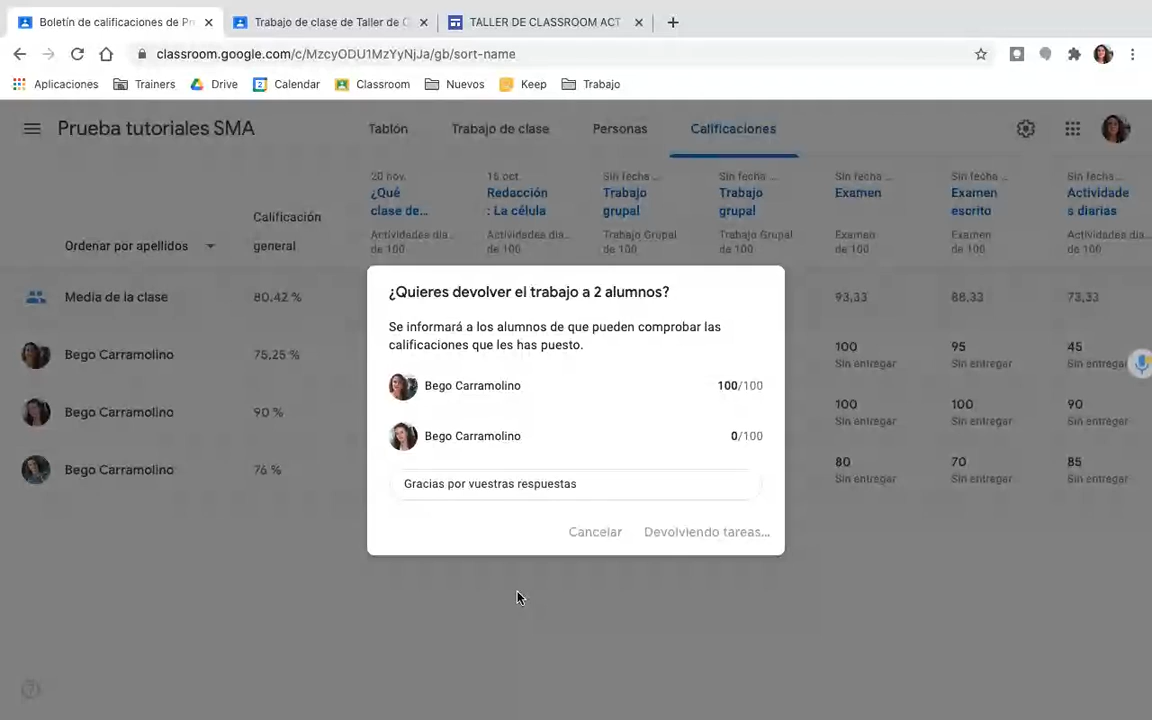 Boletín de calificaciones de Pr
Trabajo de clase de Taller de C
TALLER DE CLASSROOM ACT
classroom.google.com/c/MzcyODU1MzYyNjJa/gb/sort-name
Aplicaciones Trainers Drive Calendar Classroom Nuevos Keep Trabajo
Prueba tutoriales SMA
Tablón Trabajo de clase Personas Calificaciones
20 nov. 15 oct. Sin fecha ... Sin fecha ... Sin fecha ... Sin fecha ... Sin fecha ...
¿Qué Redacción Trabajo Trabajo Examen Examen Actividade
clase de... : La célula grupal grupal escrito s diarias
Calificación
general
Ordenar por apellidos
Actividades dia... Actividades dia... Trabajo Grupal Trabajo Grupal Examen Examen Actividades dia...
de 100 de 100 de 100 de 100 de 100 de 100 de 100
Media de la clase 80,42 % 93,33 88,33 73,33
Bego Carramolino 75,25 % 100 95 45
Sin entregar Sin entregar Sin entregar
Bego Carramolino 90 % 100 100 90
Sin entregar Sin entregar Sin entregar
Bego Carramolino 76 % 80 70 85
Sin entregar Sin entregar Sin entregar
¿Quieres devolver el trabajo a 2 alumnos?
Se informará a los alumnos de que pueden comprobar las
calificaciones que les has puesto.
Bego Carramolino 100/100
Bego Carramolino 0/100
Gracias por vuestras respuestas
Cancelar Devolviendo tareas...